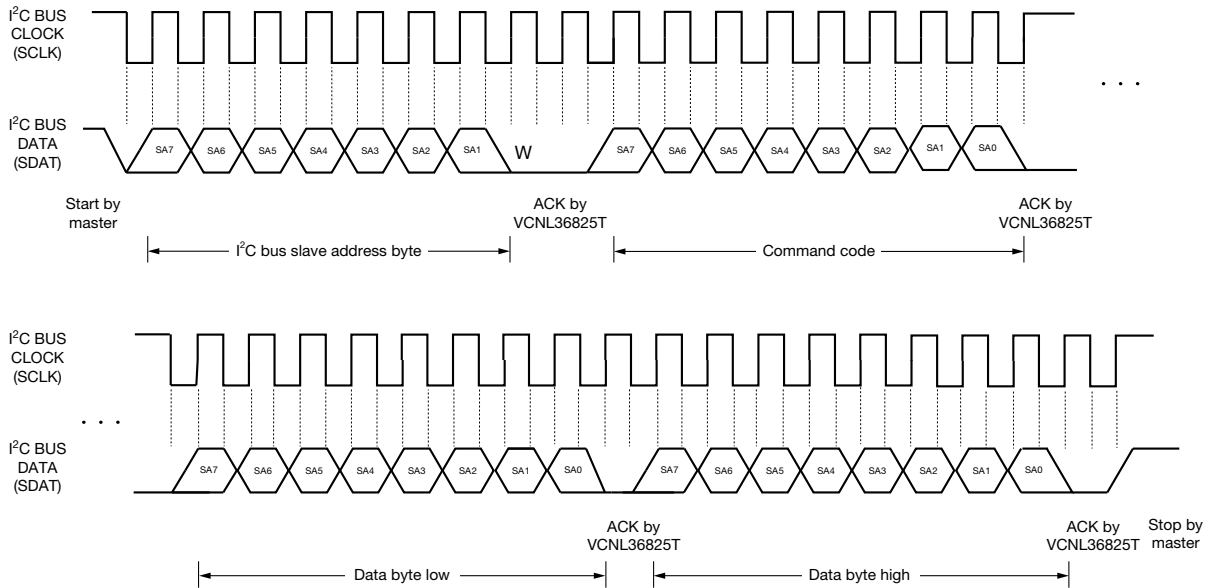 I²C BUS
CLOCK
(SCLK)
. . .
I²C BUS
DATA
(SDAT)
SA7 SA6 SA5 SA4 SA3 SA2 SA1 W SA7 SA6 SA5 SA4 SA3 SA2 SA1 SA0
Start by
master
ACK by
VCNL36825T
ACK by
VCNL36825T
I²C bus slave address byte
Command code
I²C BUS
CLOCK
(SCLK)
. . .
I²C BUS
DATA
(SDAT)
SA7 SA6 SA5 SA4 SA3 SA2 SA1 SA0 SA7 SA6 SA5 SA4 SA3 SA2 SA1 SA0
ACK by
VCNL36825T
ACK by
VCNL36825T
Stop by
master
Data byte low
Data byte high